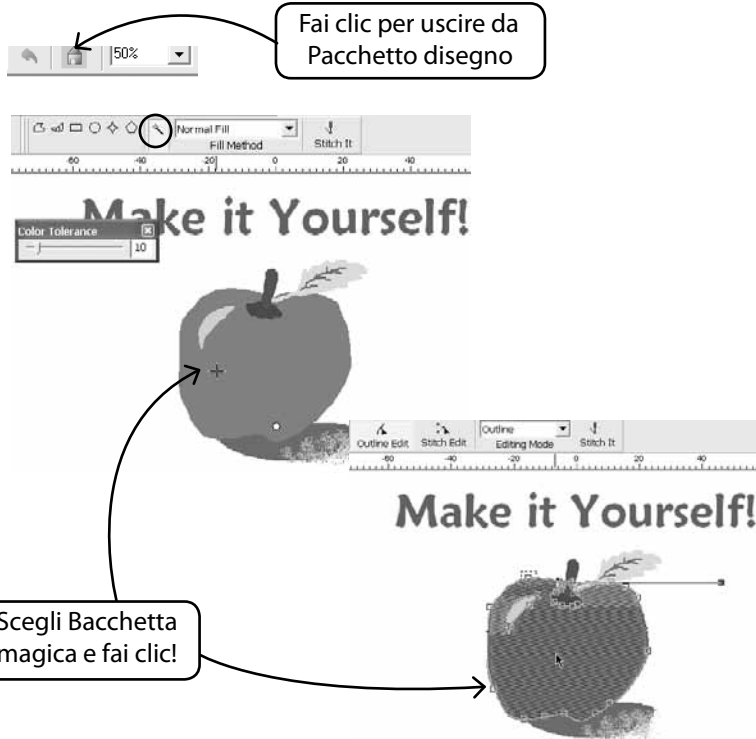 Fai clic per uscire da
Pacchetto disegno
50%
Normal Fill
Fill Method
Stitch It
-60 -40 -20 0 20 40
Make it Yourself!
Color Tolerance
10
Outline Edit
Stitch Edit
Outline
Editing Mode
Stitch It
-60 -40 -20 0 20 40
Make it Yourself!
Scegli Bacchetta
magica e fai clic!